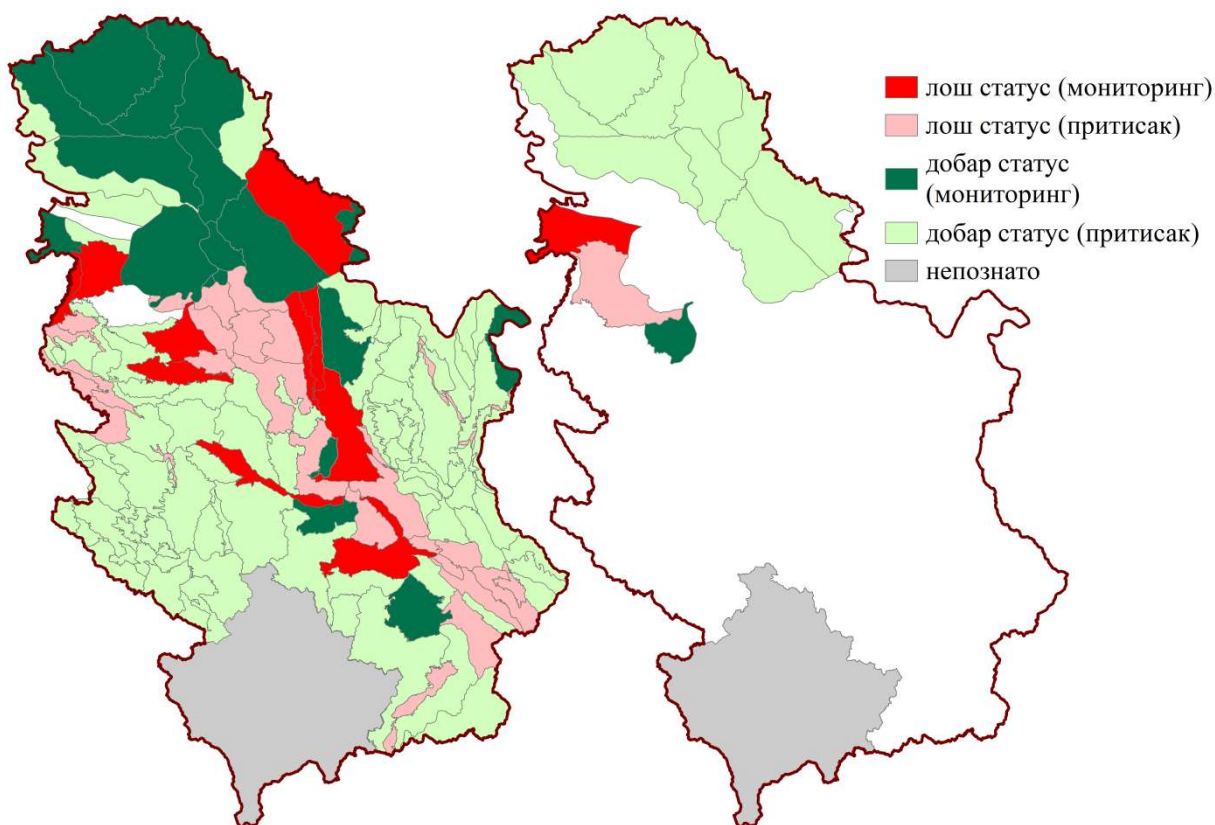 лош статус (мониторинг)
лош статус (притисак)
добар статус
(мониторинг)
добар статус (притисак)
непознато